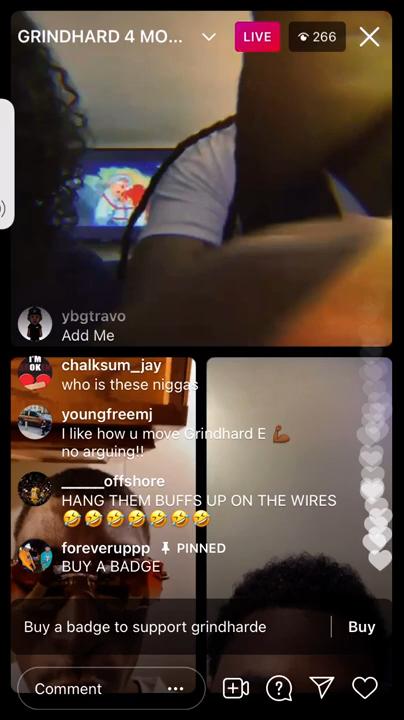 GRINDHARD 4 MO...
LIVE
266
ybgtravo
Add Me
I'M
chalksum_jay
who is these niggas
youngfreemj
I like how u move Grindhard E 💪🏾
no arguing!!
_____offshore
HANG THEM BUFFS UP ON THE WIRES
🤣🤣🤣🤣🤣🤣🤣
foreveruppp PINNED
BUY A BADGE
Buy a badge to support grindharde
Buy
Comment ...